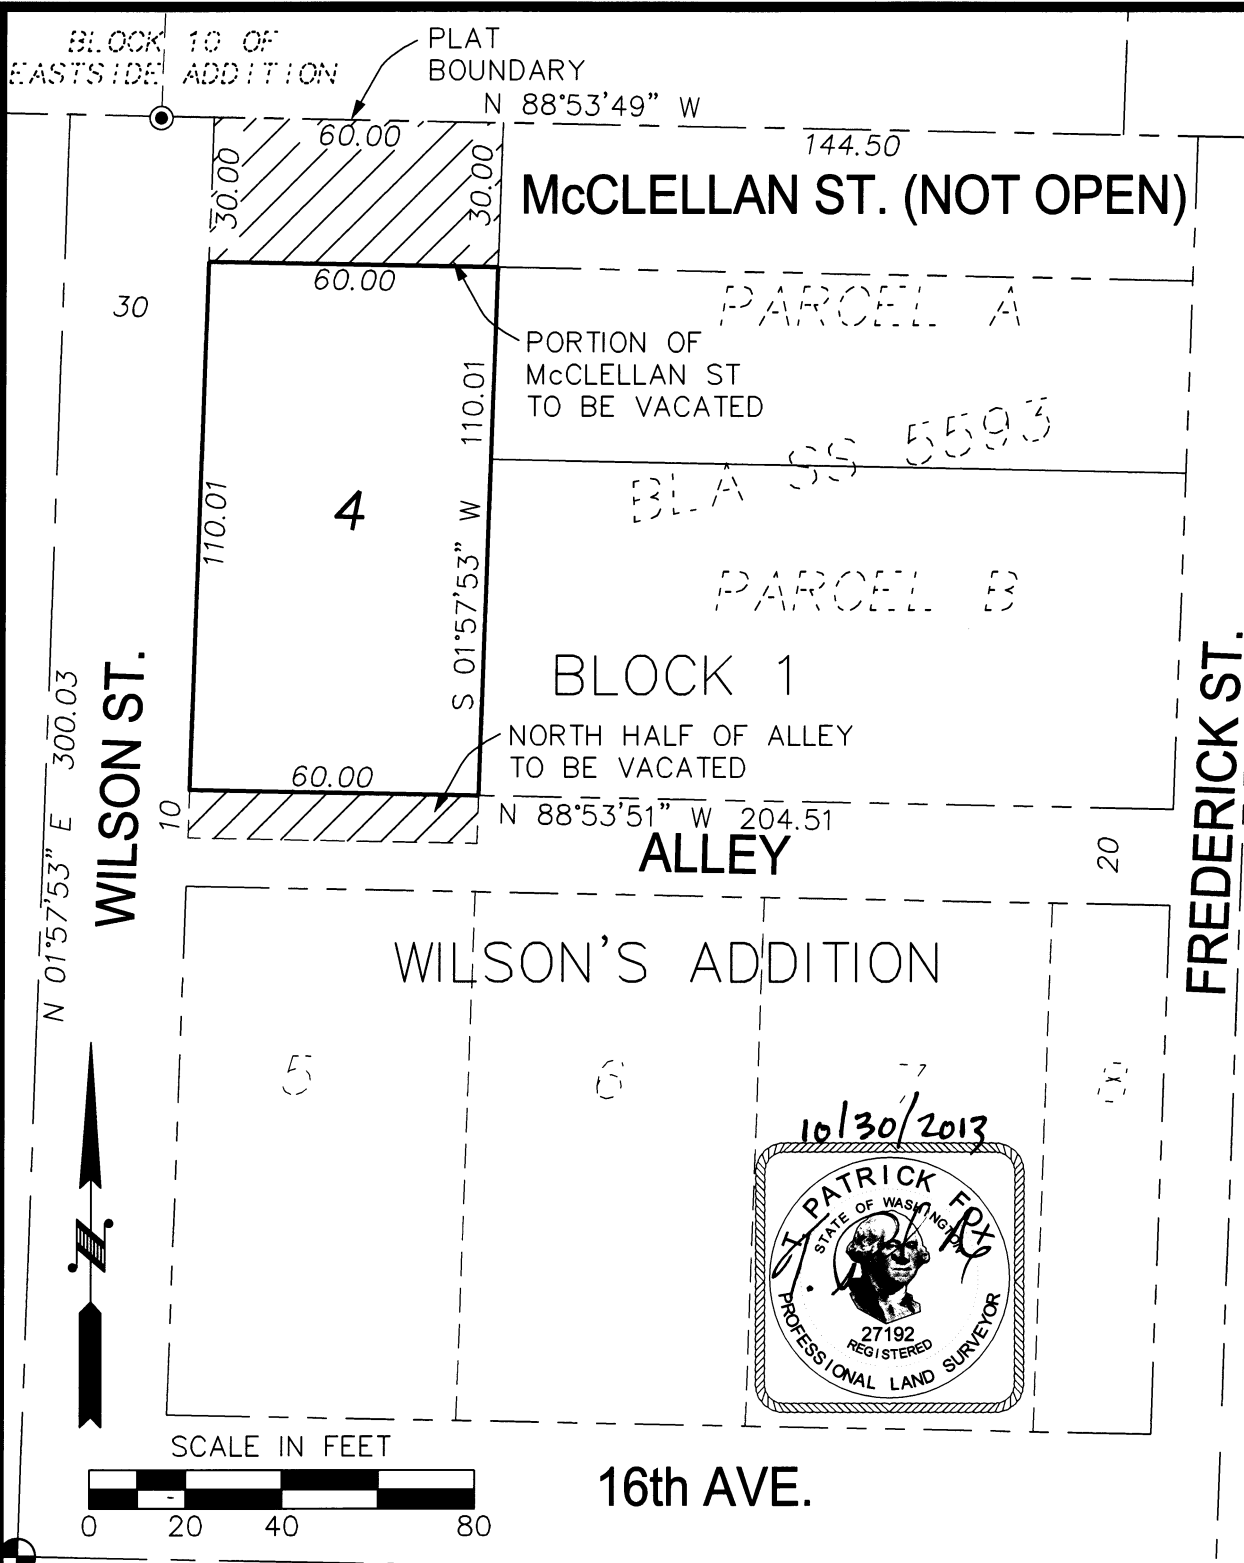 BLOCK 10 OF
EASTSIDE ADDITION
PLAT
BOUNDARY
N 88°53'49" W
60.00
144.50
30.00
30.00
McCLELLAN ST. (NOT OPEN)
60.00
30
PARCEL A
PORTION OF
McCLELLAN ST
TO BE VACATED
110.01
BLA SS 5593
110.01
4
S 01°57'53" W
PARCEL B
BLOCK 1
WILSON ST.
N 01°57'53" E 300.03
FREDERICK ST.
NORTH HALF OF ALLEY
TO BE VACATED
60.00
10
N 88°53'51" W 204.51
ALLEY
20
WILSON'S ADDITION
5
6
7
8
10/30/2013
T. PATRICK FOX
STATE OF WASHINGTON
27192
REGISTERED
PROFESSIONAL LAND SURVEYOR
N
SCALE IN FEET
0 20 40 80
16th AVE.